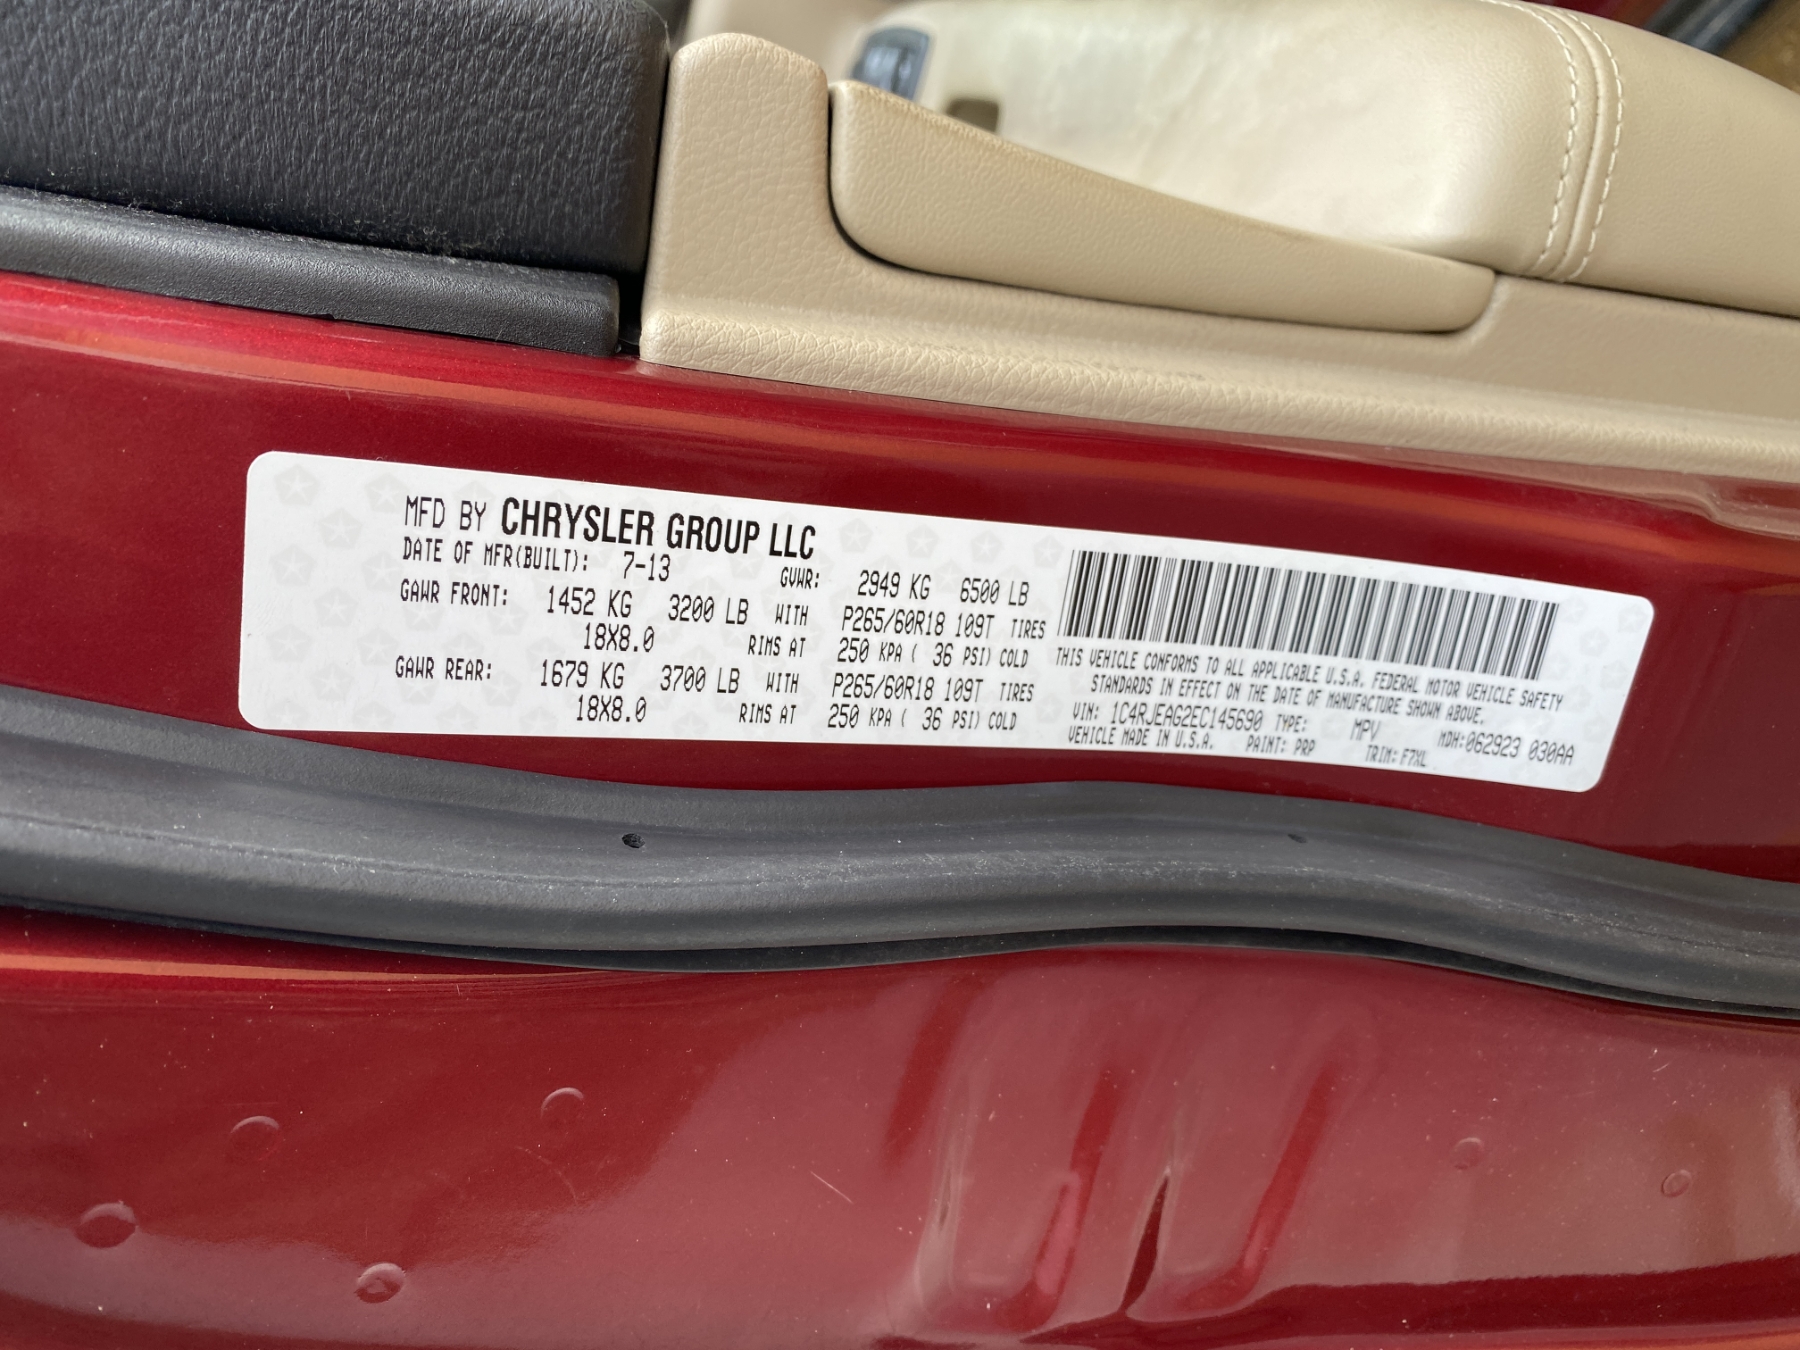 MFD BY CHRYSLER GROUP LLC
DATE OF MFR(BUILT): 7-13 GVWR: 2949 KG 6500 LB
GAWR FRONT: 1452 KG 3200 LB WITH P265/60R18 109T TIRES
18X8.0 RIMS AT 250 KPA ( 36 PSI) COLD
GAWR REAR: 1679 KG 3700 LB WITH P265/60R18 109T TIRES
18X8.0 RIMS AT 250 KPA ( 36 PSI) COLD
THIS VEHICLE CONFORMS TO ALL APPLICABLE U.S.A. FEDERAL MOTOR VEHICLE SAFETY
STANDARDS IN EFFECT ON THE DATE OF MANUFACTURE SHOWN ABOVE.
VIN: 1C4RJEAG2EC145690 TYPE: MPV MDH:062923 030AA
VEHICLE MADE IN U.S.A. PAINT: PRP TRIM: F7XL